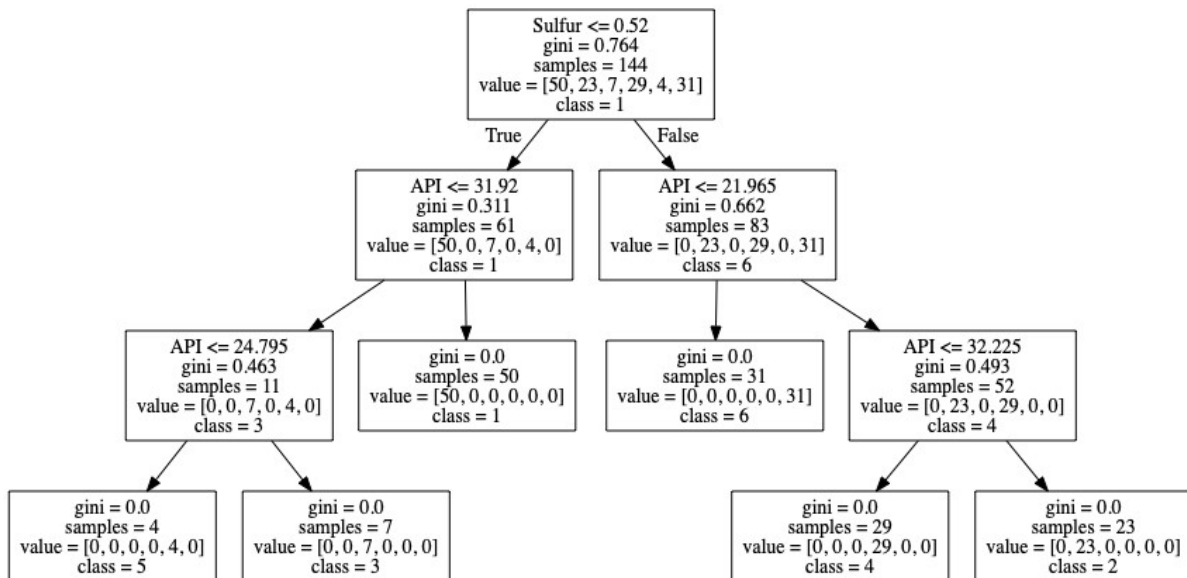 Sulfur <= 0.52
gini = 0.764
samples = 144
value = [50, 23, 7, 29, 4, 31]
class = 1
True
False
API <= 31.92
gini = 0.311
samples = 61
value = [50, 0, 7, 0, 4, 0]
class = 1
API <= 21.965
gini = 0.662
samples = 83
value = [0, 23, 0, 29, 0, 31]
class = 6
API <= 24.795
gini = 0.463
samples = 11
value = [0, 0, 7, 0, 4, 0]
class = 3
gini = 0.0
samples = 50
value = [50, 0, 0, 0, 0, 0]
class = 1
gini = 0.0
samples = 31
value = [0, 0, 0, 0, 0, 31]
class = 6
API <= 32.225
gini = 0.493
samples = 52
value = [0, 23, 0, 29, 0, 0]
class = 4
gini = 0.0
samples = 4
value = [0, 0, 0, 0, 4, 0]
class = 5
gini = 0.0
samples = 7
value = [0, 0, 7, 0, 0, 0]
class = 3
gini = 0.0
samples = 29
value = [0, 0, 0, 29, 0, 0]
class = 4
gini = 0.0
samples = 23
value = [0, 23, 0, 0, 0, 0]
class = 2